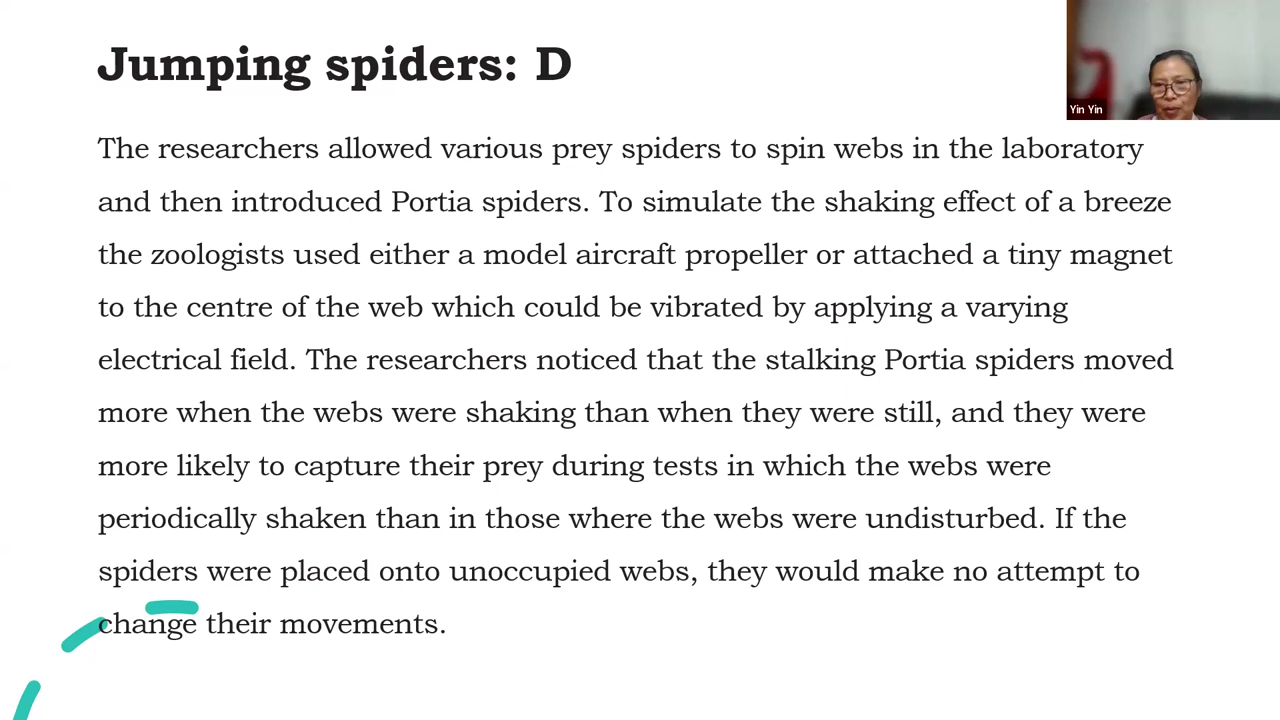 Jumping spiders: D
Yin Yin
The researchers allowed various prey spiders to spin webs in the laboratory
and then introduced Portia spiders. To simulate the shaking effect of a breeze
the zoologists used either a model aircraft propeller or attached a tiny magnet
to the centre of the web which could be vibrated by applying a varying
electrical field. The researchers noticed that the stalking Portia spiders moved
more when the webs were shaking than when they were still, and they were
more likely to capture their prey during tests in which the webs were
periodically shaken than in those where the webs were undisturbed. If the
spiders were placed onto unoccupied webs, they would make no attempt to
change their movements.